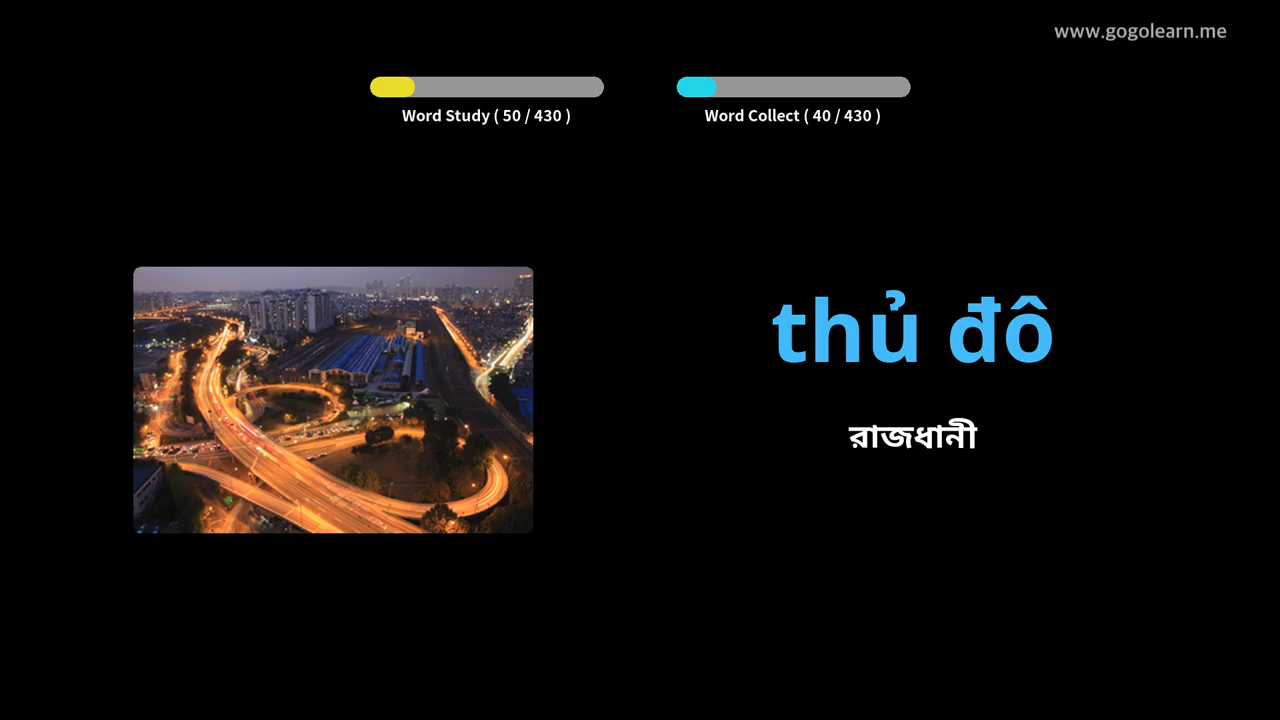 www.gogolearn.me
Word Study ( 50 / 430 )
Word Collect ( 40 / 430 )
thủ đô
রাজধানী